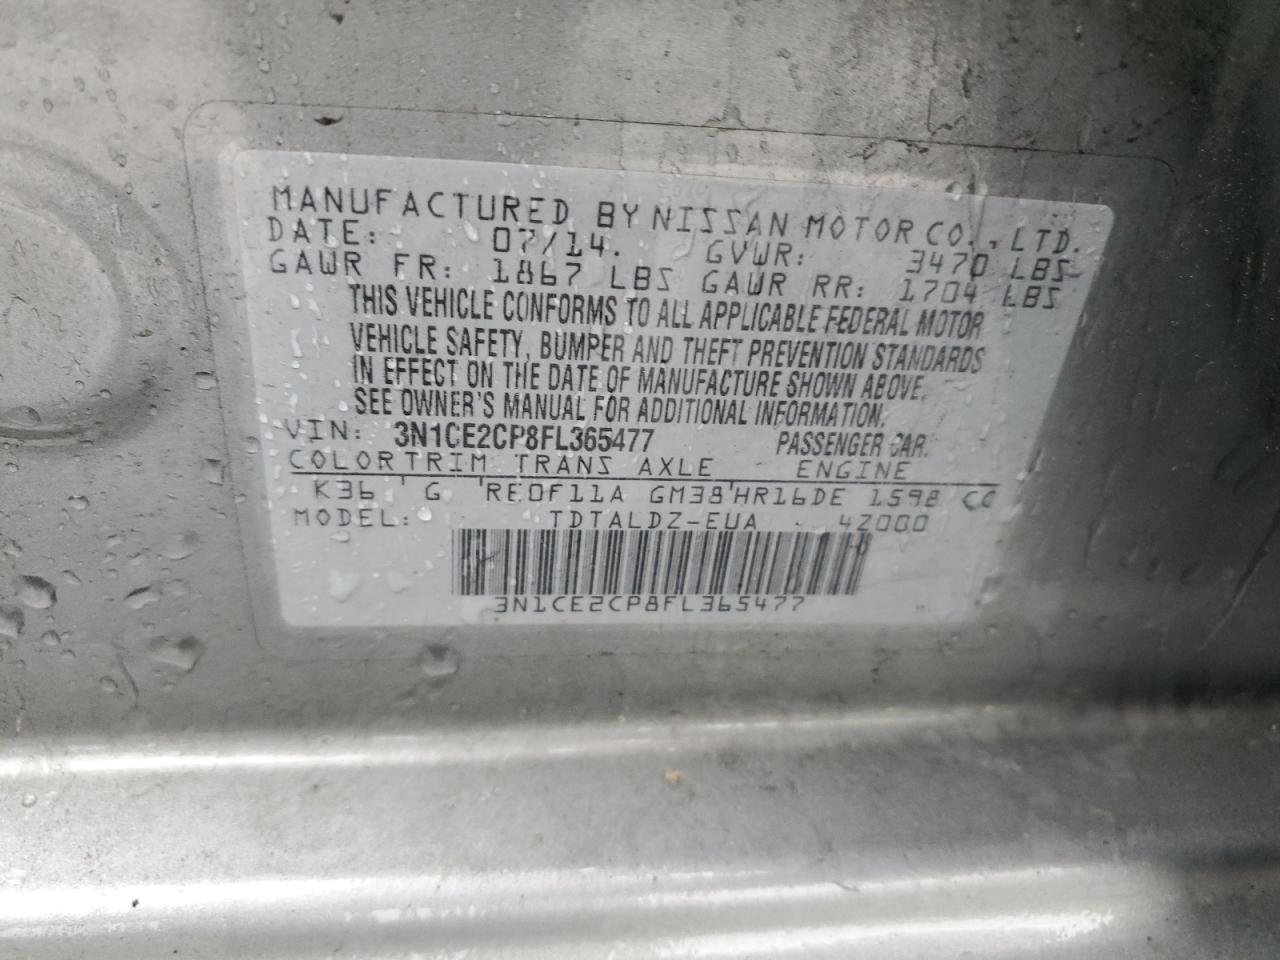 MANUFACTURED BY NISSAN MOTOR CO., LTD.
DATE: 07/14. GVWR: 3470 LBS
GAWR FR: 1867 LBS GAWR RR: 1704 LBS
THIS VEHICLE CONFORMS TO ALL APPLICABLE FEDERAL MOTOR
VEHICLE SAFETY, BUMPER AND THEFT PREVENTION STANDARDS
IN EFFECT ON THE DATE OF MANUFACTURE SHOWN ABOVE.
SEE OWNER'S MANUAL FOR ADDITIONAL INFORMATION.
VIN: 3N1CE2CP8FL365477 PASSENGER CAR.
COLOR TRIM TRANS AXLE ENGINE
K36 G RE0F11A GM38 HR16DE 1598 CC
MODEL: TDTALDZ-EUA 4Z000
3N1CE2CP8FL365477